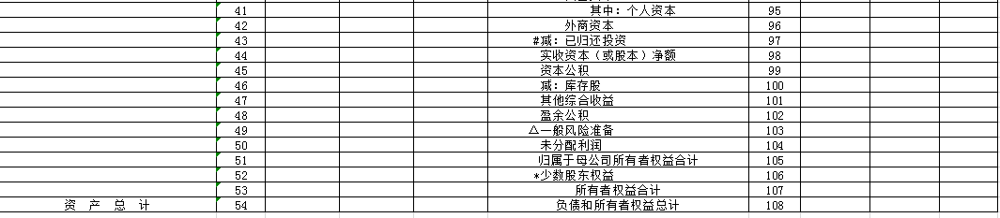 41 其中：个人资本 95
42 外商资本 96
43 #减：已归还投资 97
44 实收资本（或股本）净额 98
45 资本公积 99
46 减：库存股 100
47 其他综合收益 101
48 盈余公积 102
49 △一般风险准备 103
50 未分配利润 104
51 归属于母公司所有者权益合计 105
52 *少数股东权益 106
53 所有者权益合计 107
资 产 总 计 54 负债和所有者权益总计 108